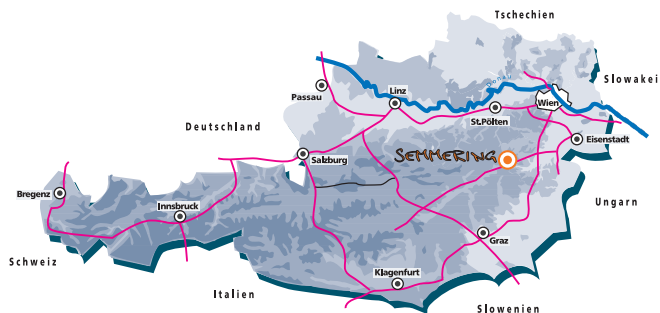 Tschechien
Slowakei
Donau
Passau
Linz
Wien
St.Pölten
Deutschland
Eisenstadt
Salzburg
SEMMERING
Bregenz
Innsbruck
Ungarn
Graz
Schweiz
Klagenfurt
Italien
Slowenien